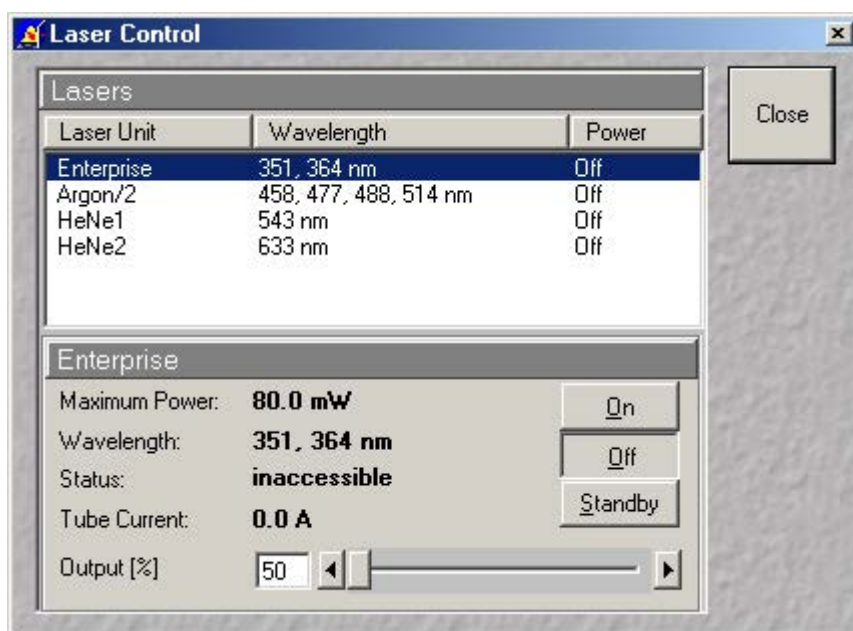 Laser Control
Lasers
Laser Unit Wavelength Power
Enterprise 351, 364 nm Off
Argon/2 458, 477, 488, 514 nm Off
HeNe1 543 nm Off
HeNe2 633 nm Off
Close
Enterprise
Maximum Power: 80.0 mW
On
Wavelength: 351, 364 nm
Off
Status: inaccessible
Standby
Tube Current: 0.0 A
Output [%] 50